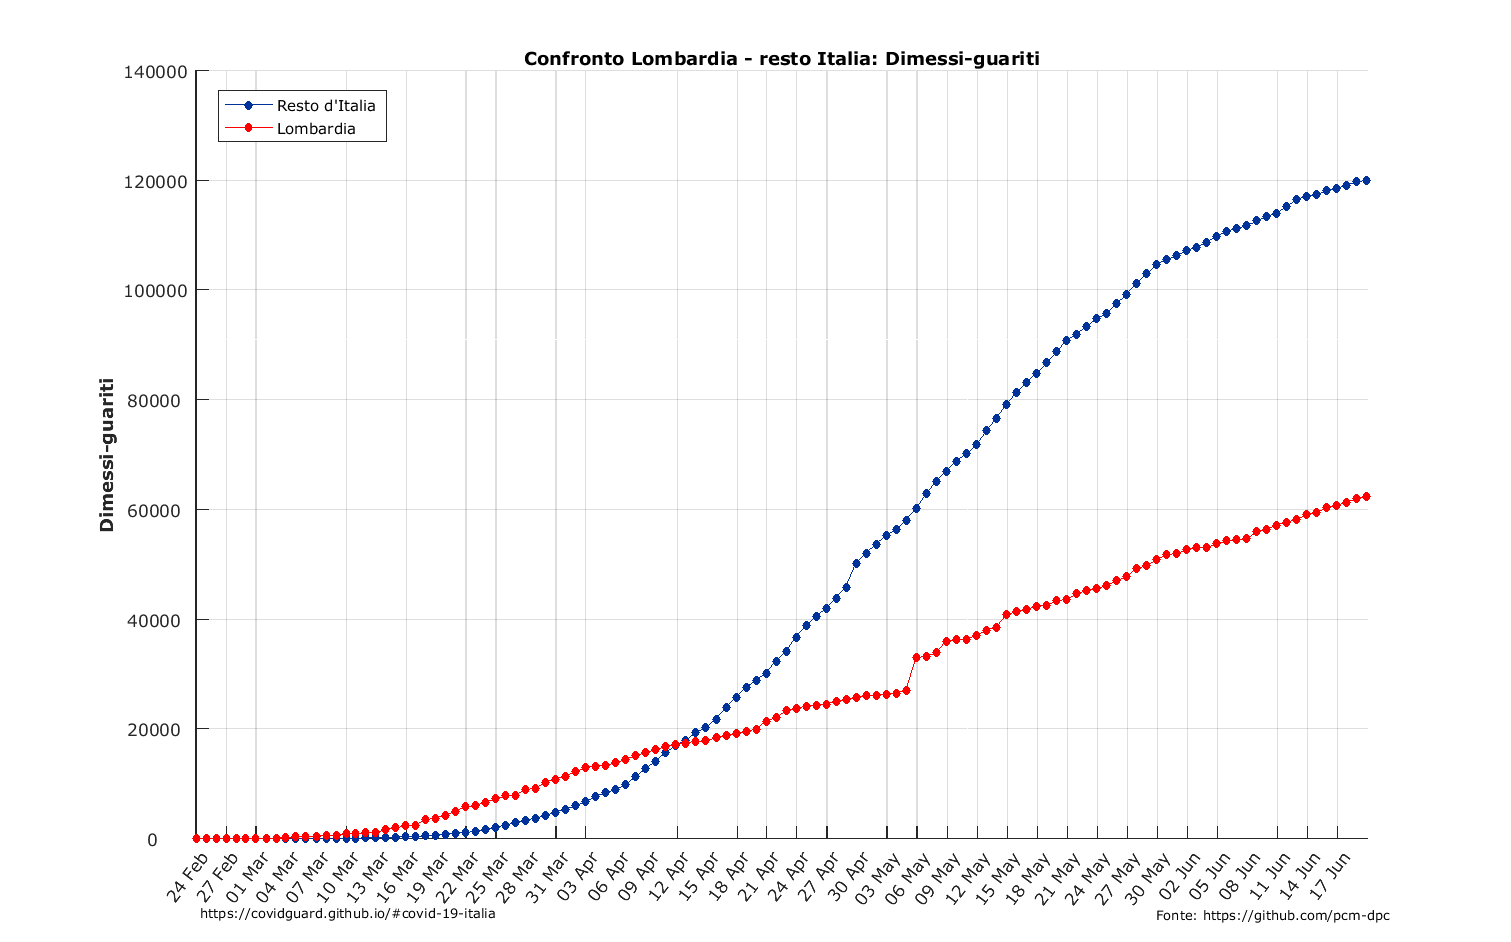 Confronto Lombardia - resto Italia: Dimessi-guariti
140000
120000
100000
80000
60000
40000
20000
0
Resto d'Italia
Lombardia
Dimessi-guariti
24 Feb
27 Feb
01 Mar
04 Mar
07 Mar
10 Mar
13 Mar
16 Mar
19 Mar
22 Mar
25 Mar
28 Mar
31 Mar
03 Apr
06 Apr
09 Apr
12 Apr
15 Apr
18 Apr
21 Apr
24 Apr
27 Apr
30 Apr
03 May
06 May
09 May
12 May
15 May
18 May
21 May
24 May
27 May
30 May
02 Jun
05 Jun
08 Jun
11 Jun
14 Jun
17 Jun
https://covidguard.github.io/#covid-19-italia
Fonte: https://github.com/pcm-dpc